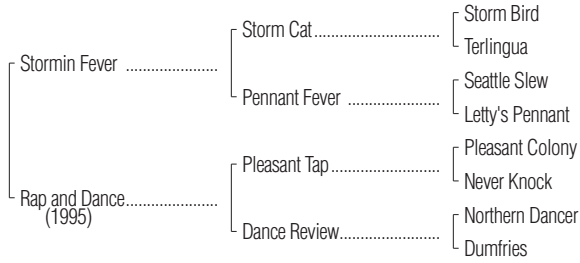 Storm Bird
Storm Cat....................
Terlingua
Stormin Fever ....................
Seattle Slew
Pennant Fever ....................
Letty's Pennant
Pleasant Colony
Pleasant Tap....................
Never Knock
Rap and Dance....................
(1995)
Northern Dancer
Dance Review....................
Dumfries